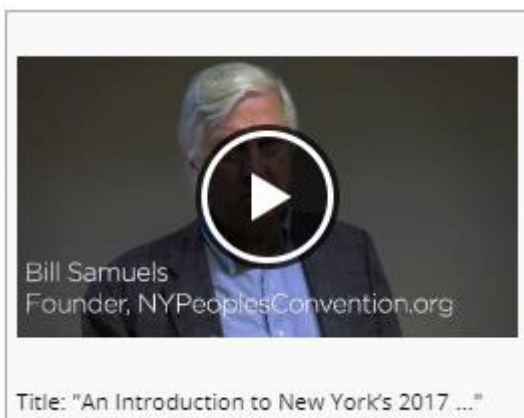 Bill Samuels
Founder, NYPeoplesConvention.org
Title: "An Introduction to New York's 2017 ..."